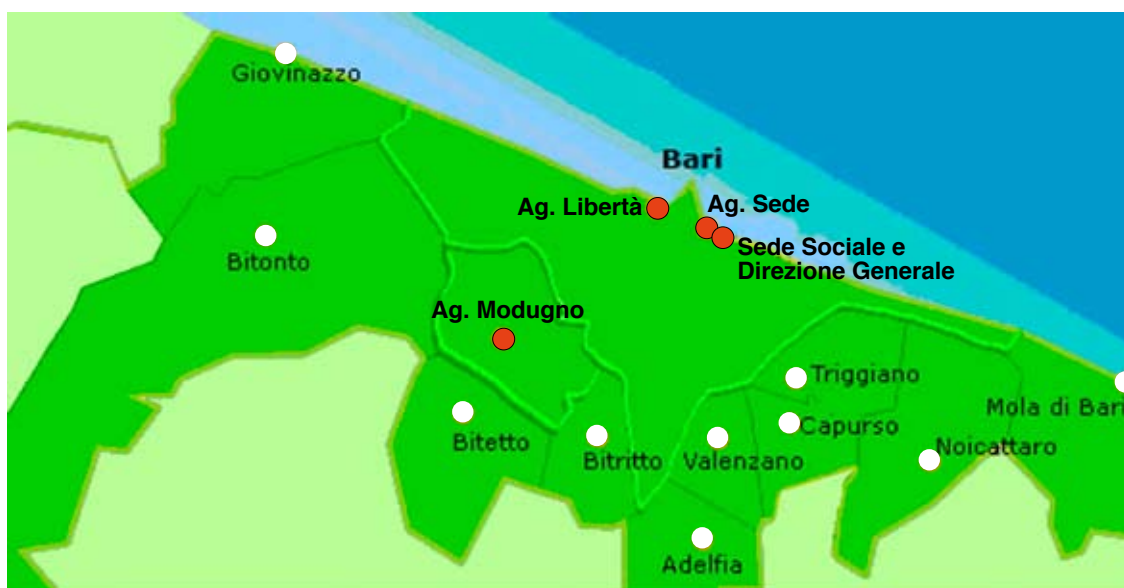 Giovinazzo
Bari
Ag. Libertà
Ag. Sede
Sede Sociale e
Direzione Generale
Bitonto
Ag. Modugno
Triggiano
Mola di Bari
Capurso
Bitetto
Bitritto
Valenzano
Noicattaro
Adelfia